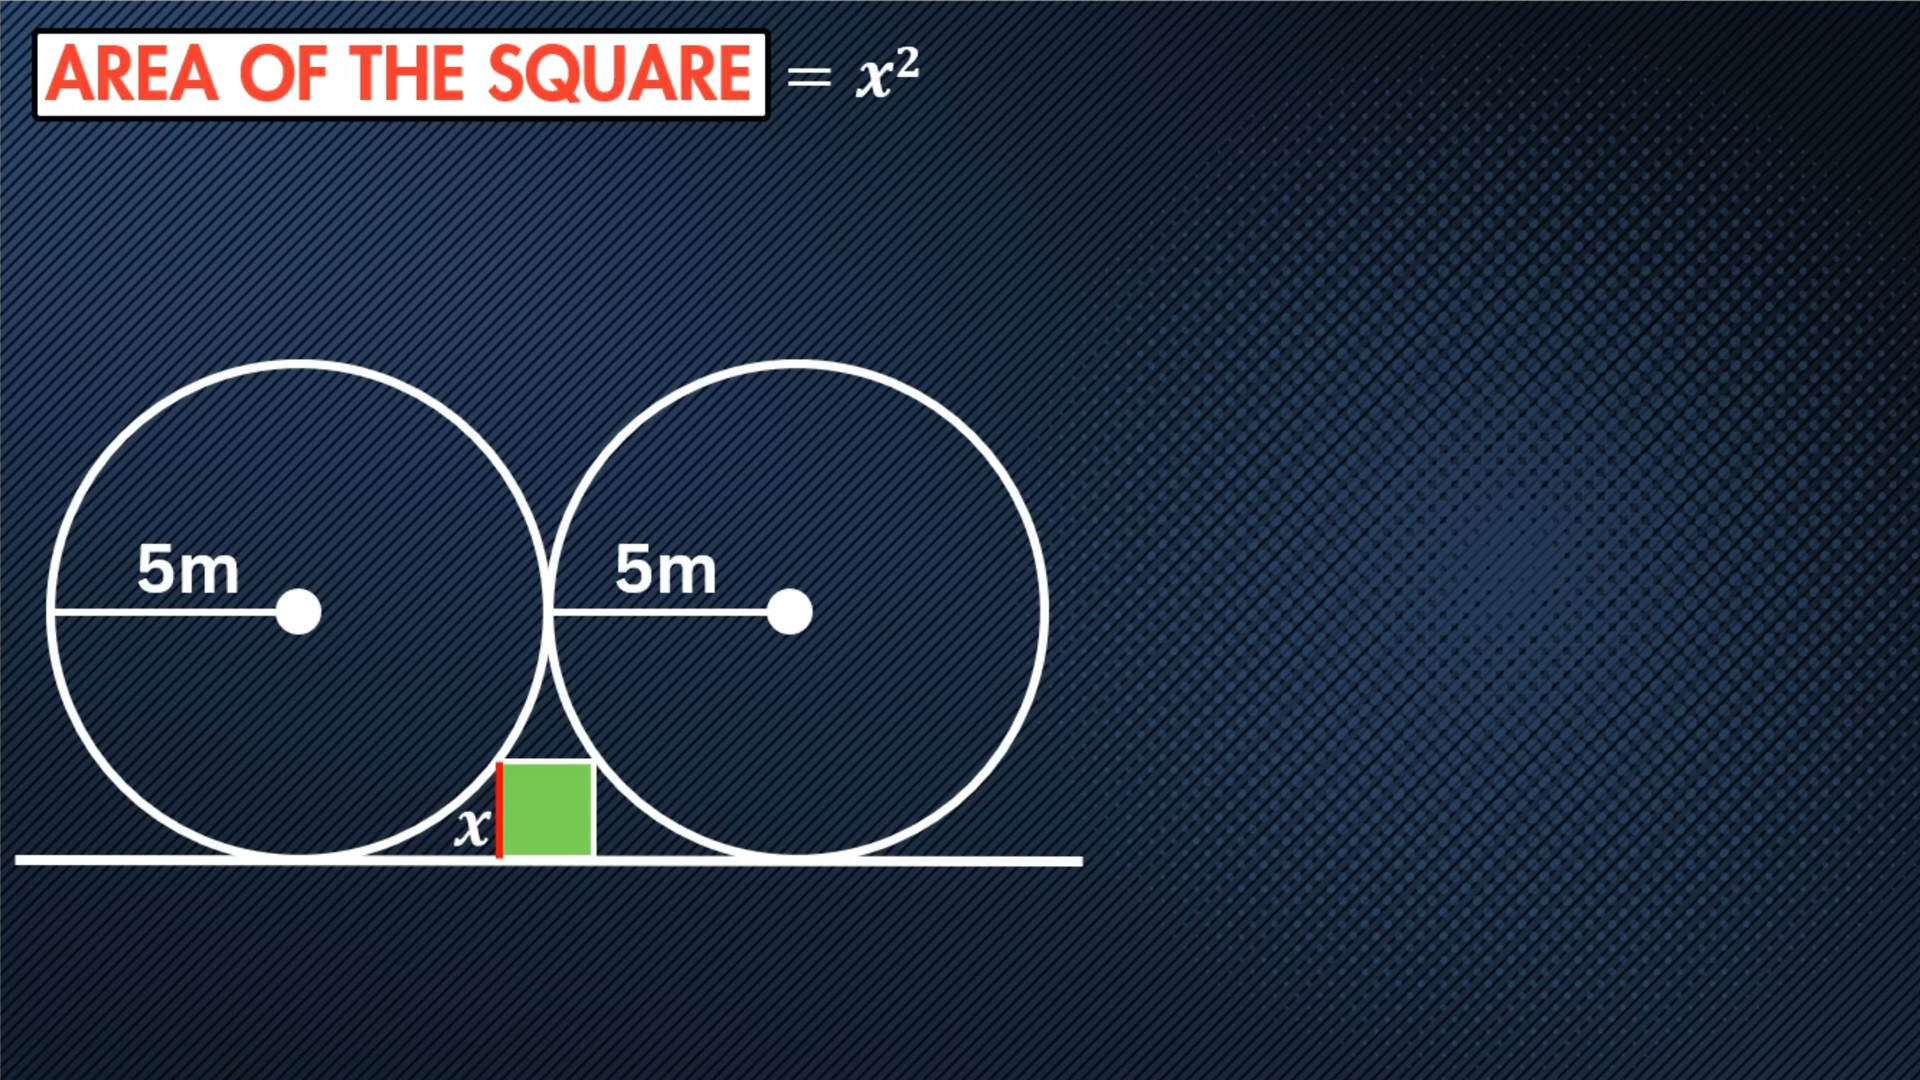 AREA OF THE SQUARE = x²
5m 5m
x